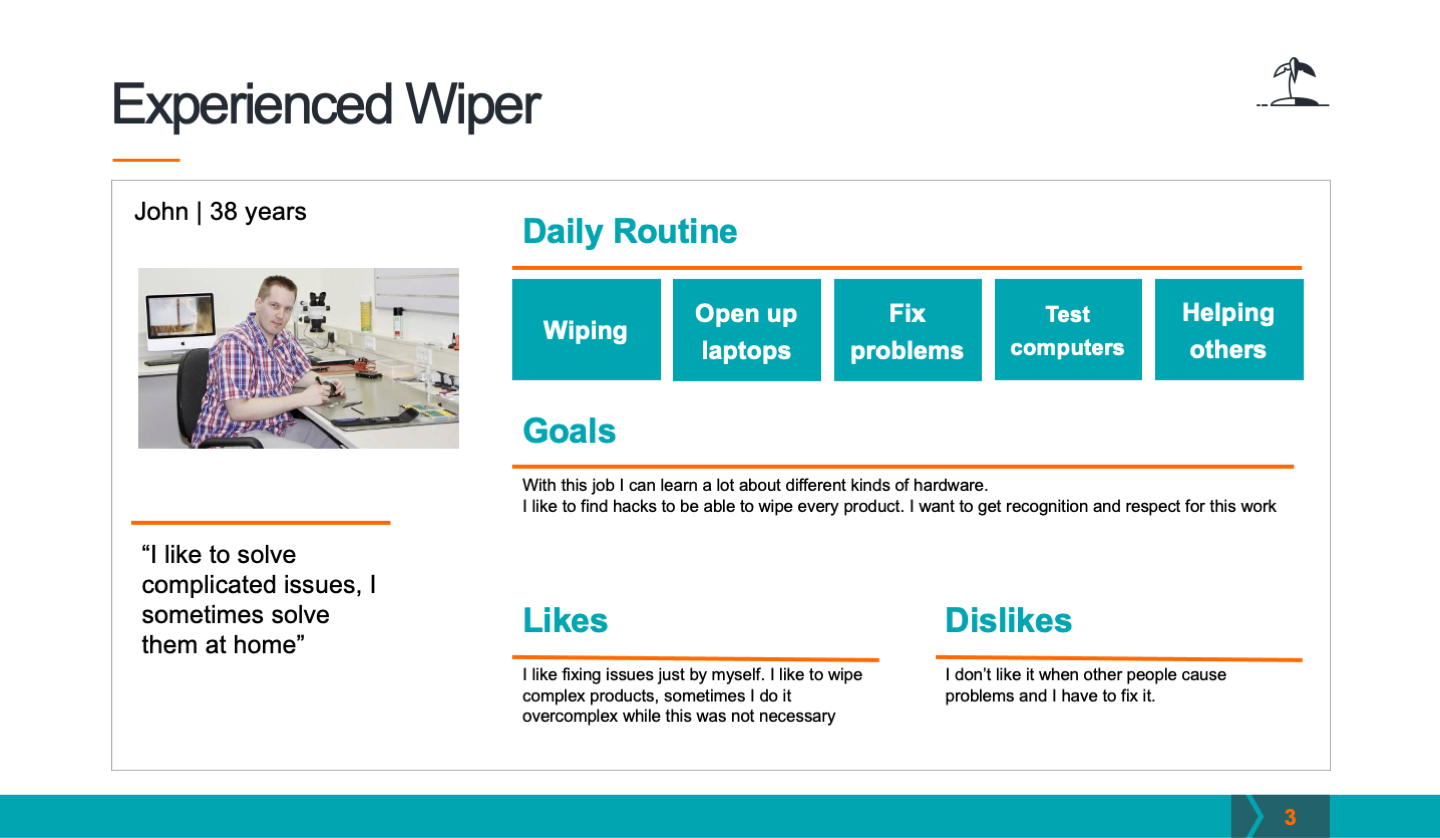 Experienced Wiper
John | 38 years
Daily Routine
Wiping
Open up
laptops
Fix
problems
Test
computers
Helping
others
Goals
With this job I can learn a lot about different kinds of hardware.
I like to find hacks to be able to wipe every product. I want to get recognition and respect for this work
“I like to solve
complicated issues, I
sometimes solve
them at home”
Likes
I like fixing issues just by myself. I like to wipe
complex products, sometimes I do it
overcomplex while this was not necessary
Dislikes
I don’t like it when other people cause
problems and I have to fix it.
3